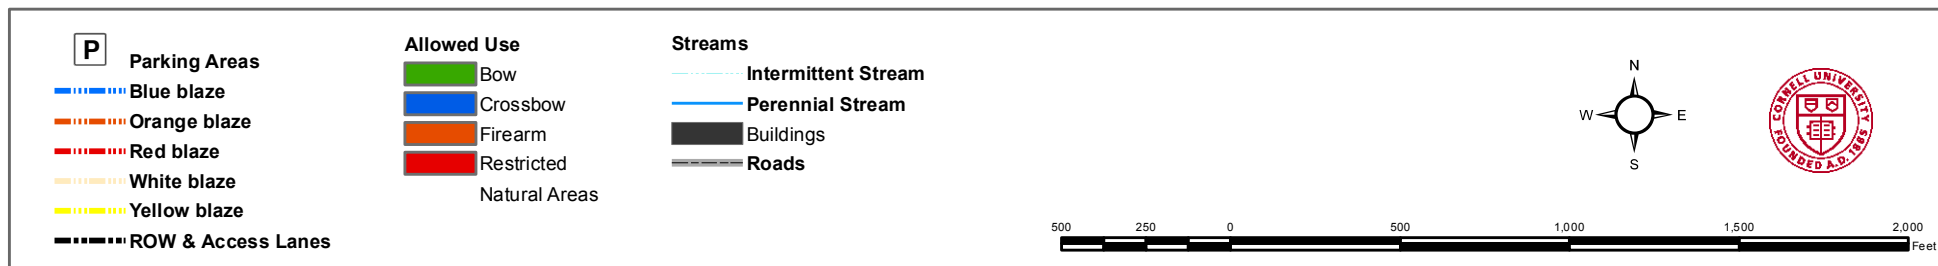 P Parking Areas
Blue blaze
Orange blaze
Red blaze
White blaze
Yellow blaze
ROW & Access Lanes
Allowed Use
Bow
Crossbow
Firearm
Restricted
Natural Areas
Streams
Intermittent Stream
Perennial Stream
Buildings
Roads
N
W E
S
CORNELL UNIVERSITY
FOUNDED A.D. 1865
500 250 0 500 1,000 1,500 2,000
Feet